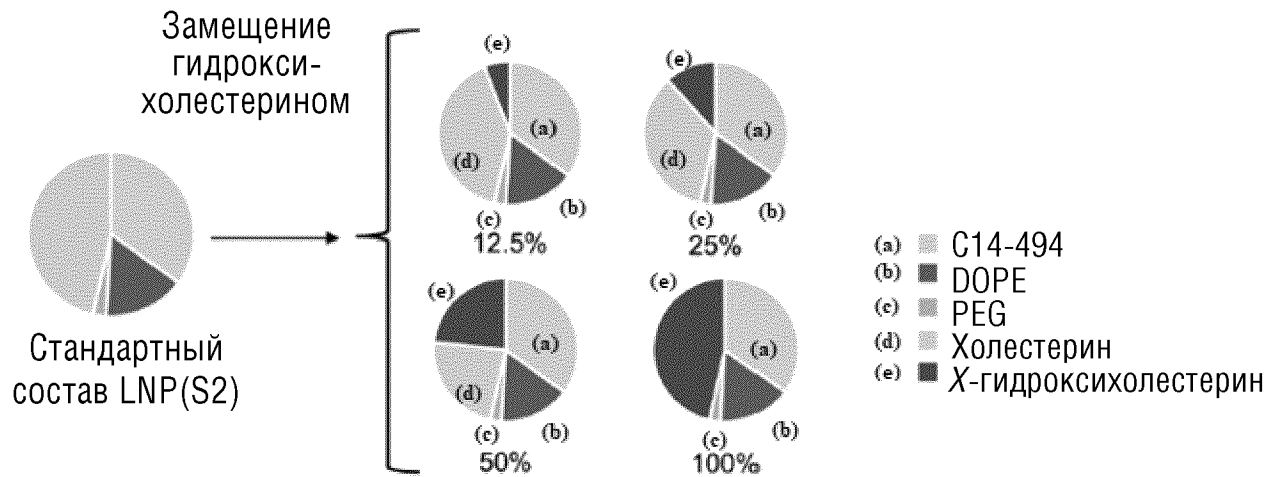 Замещение
гидрокси-
холестерином
Стандартный
состав LNP(S2)
(e)
(a)
(d)
(c)
(b)
12.5%
(e)
(a)
(d)
(c)
(b)
25%
(e)
(a)
(d)
(c)
(b)
50%
(e)
(a)
(c)
(b)
100%
(a) C14-494
(b) DOPE
(c) PEG
(d) Холестерин
(e) X-гидроксихолестерин